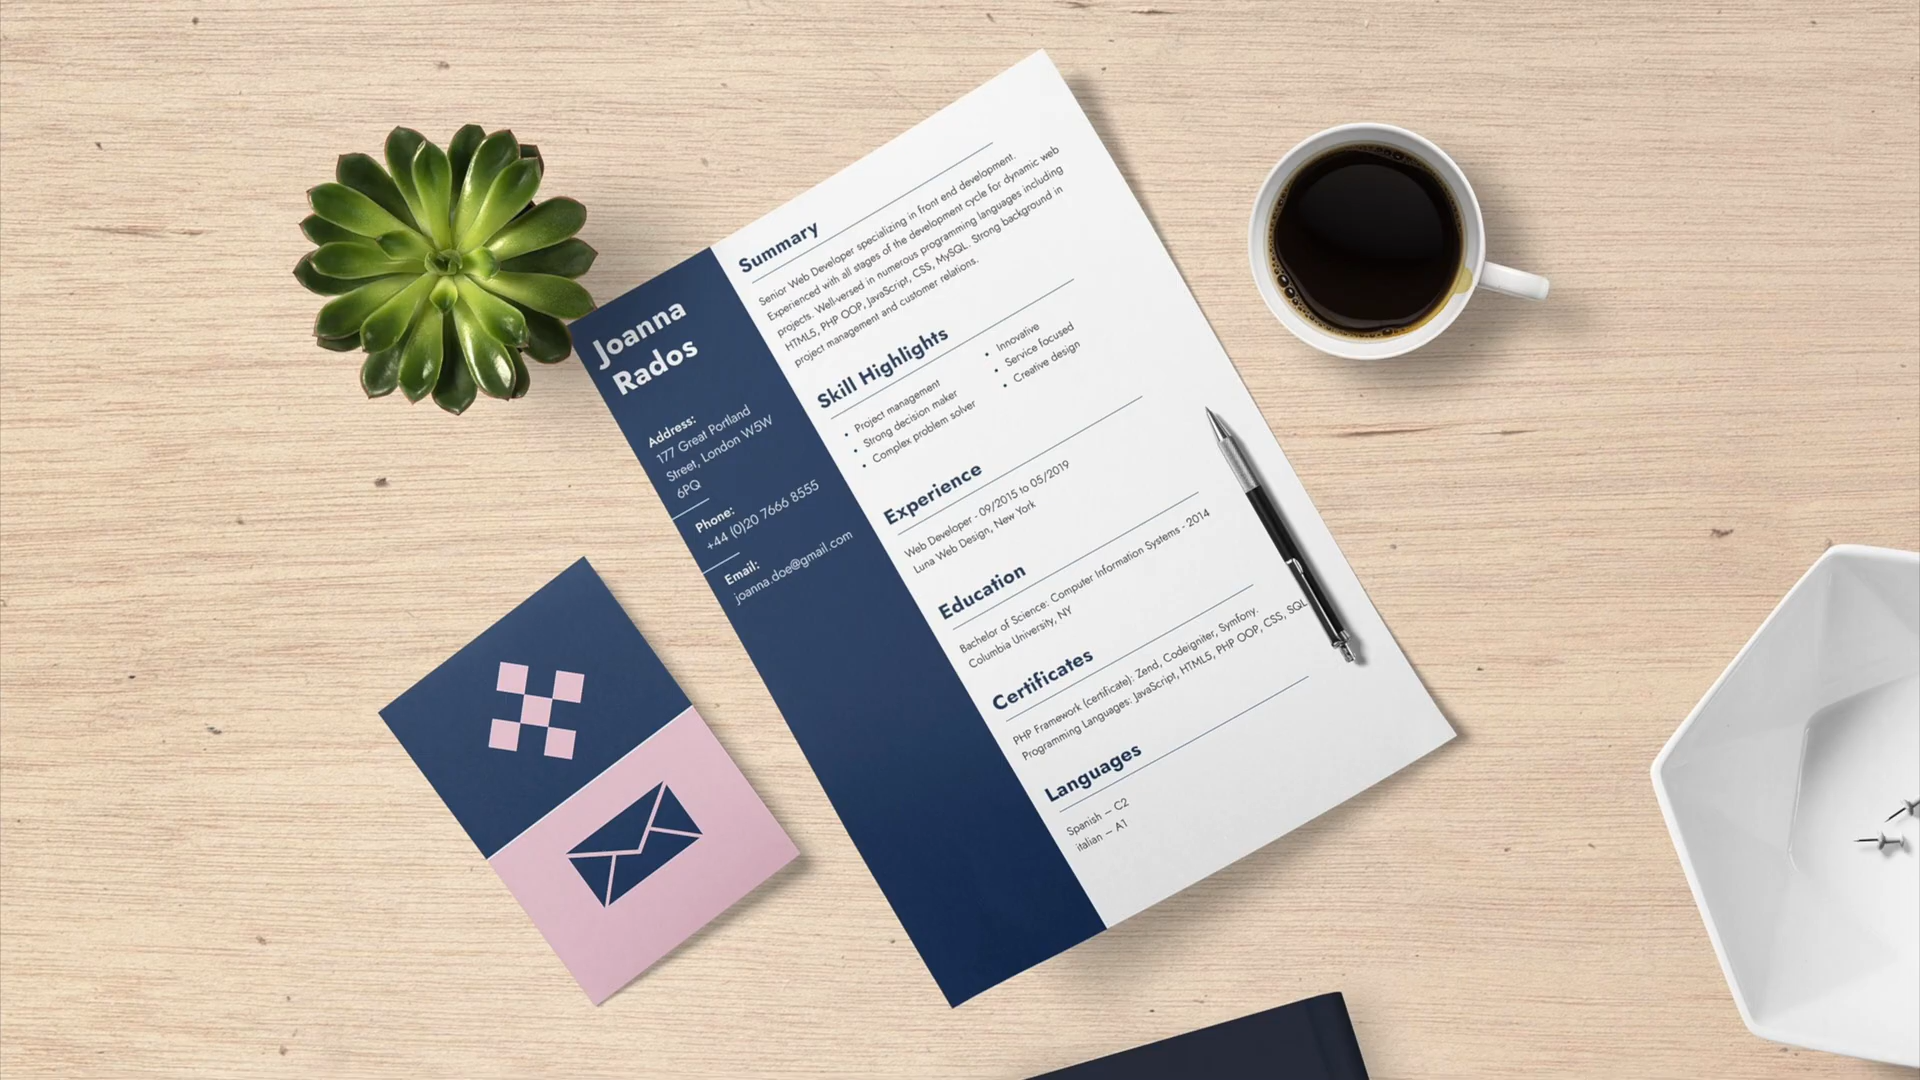 Joanna
Rados
Address:
177 Great Portland
Street, London W5W
6PQ
Phone:
+44 (0)20 7666 8555
Email:
joanna.doe@gmail.com
Summary
Senior Web Developer specializing in front end development.
Experienced with all stages of the development cycle for dynamic web
projects. Well-versed in numerous programming languages including
HTML5, PHP OOP, JavaScript, CSS, MySQL. Strong background in
project management and customer relations.
Skill Highlights
• Project management
• Strong decision maker
• Complex problem solver
• Innovative
• Service focused
• Creative design
Experience
Web Developer - 09/2015 to 05/2019
Luna Web Design, New York
Education
Bachelor of Science: Computer Information Systems - 2014
Columbia University, NY
Certificates
PHP Framework (certificate): Zend, Codeigniter, Symfony.
Programming Languages: JavaScript, HTML5, PHP OOP, CSS, SQL
Languages
Spanish – C2
italian – A1